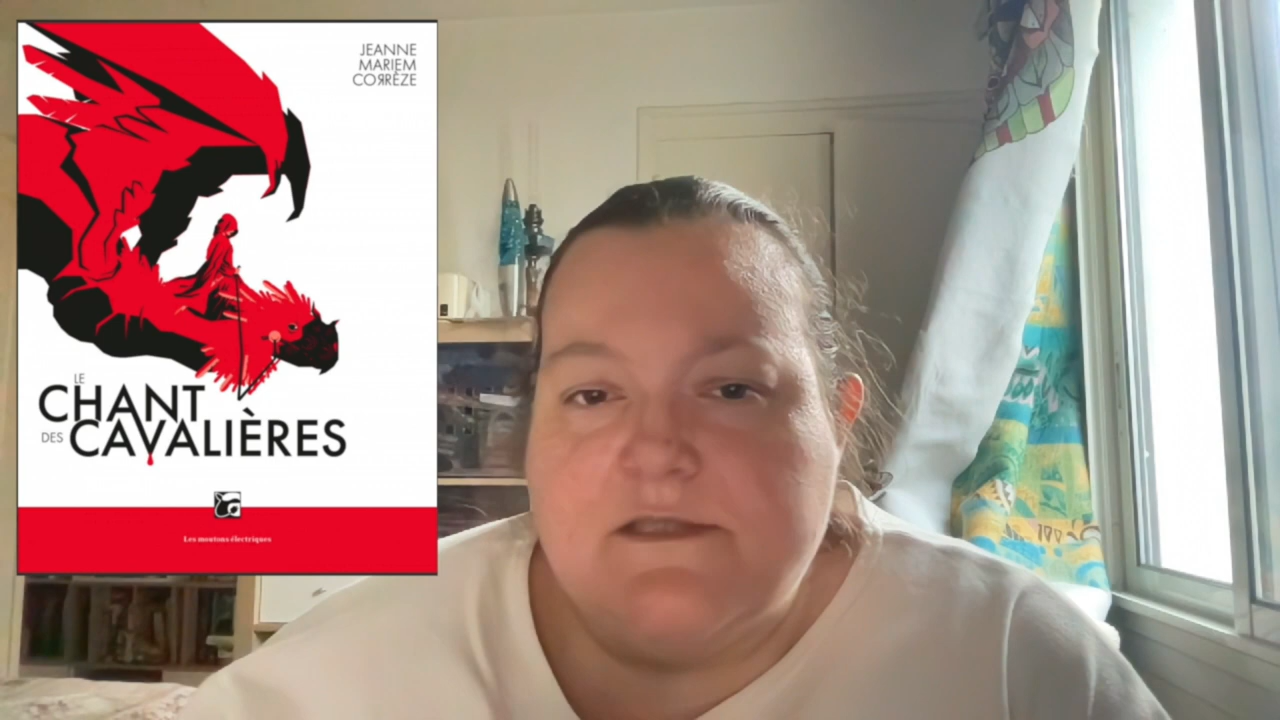 JEANNE
MARIEM
CORRÈZE
LE
CHANT
DES CAVALIÈRES
Les moutons électriques